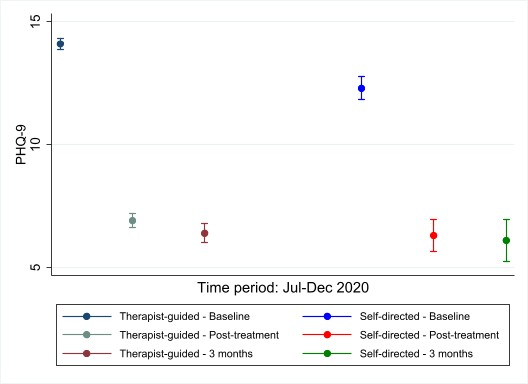 15
10
5
PHQ-9
Time period: Jul-Dec 2020
Therapist-guided - Baseline
Self-directed - Baseline
Therapist-guided - Post-treatment
Self-directed - Post-treatment
Therapist-guided - 3 months
Self-directed - 3 months